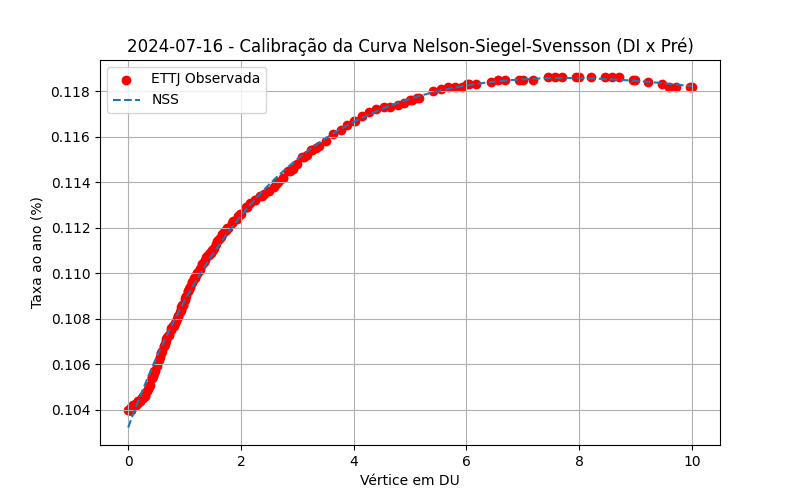 2024-07-16 - Calibração da Curva Nelson-Siegel-Svensson (DI x Pré)
ETTJ Observada
NSS
Taxa ao ano (%)
0.118
0.116
0.114
0.112
0.110
0.108
0.106
0.104
0 2 4 6 8 10
Vértice em DU